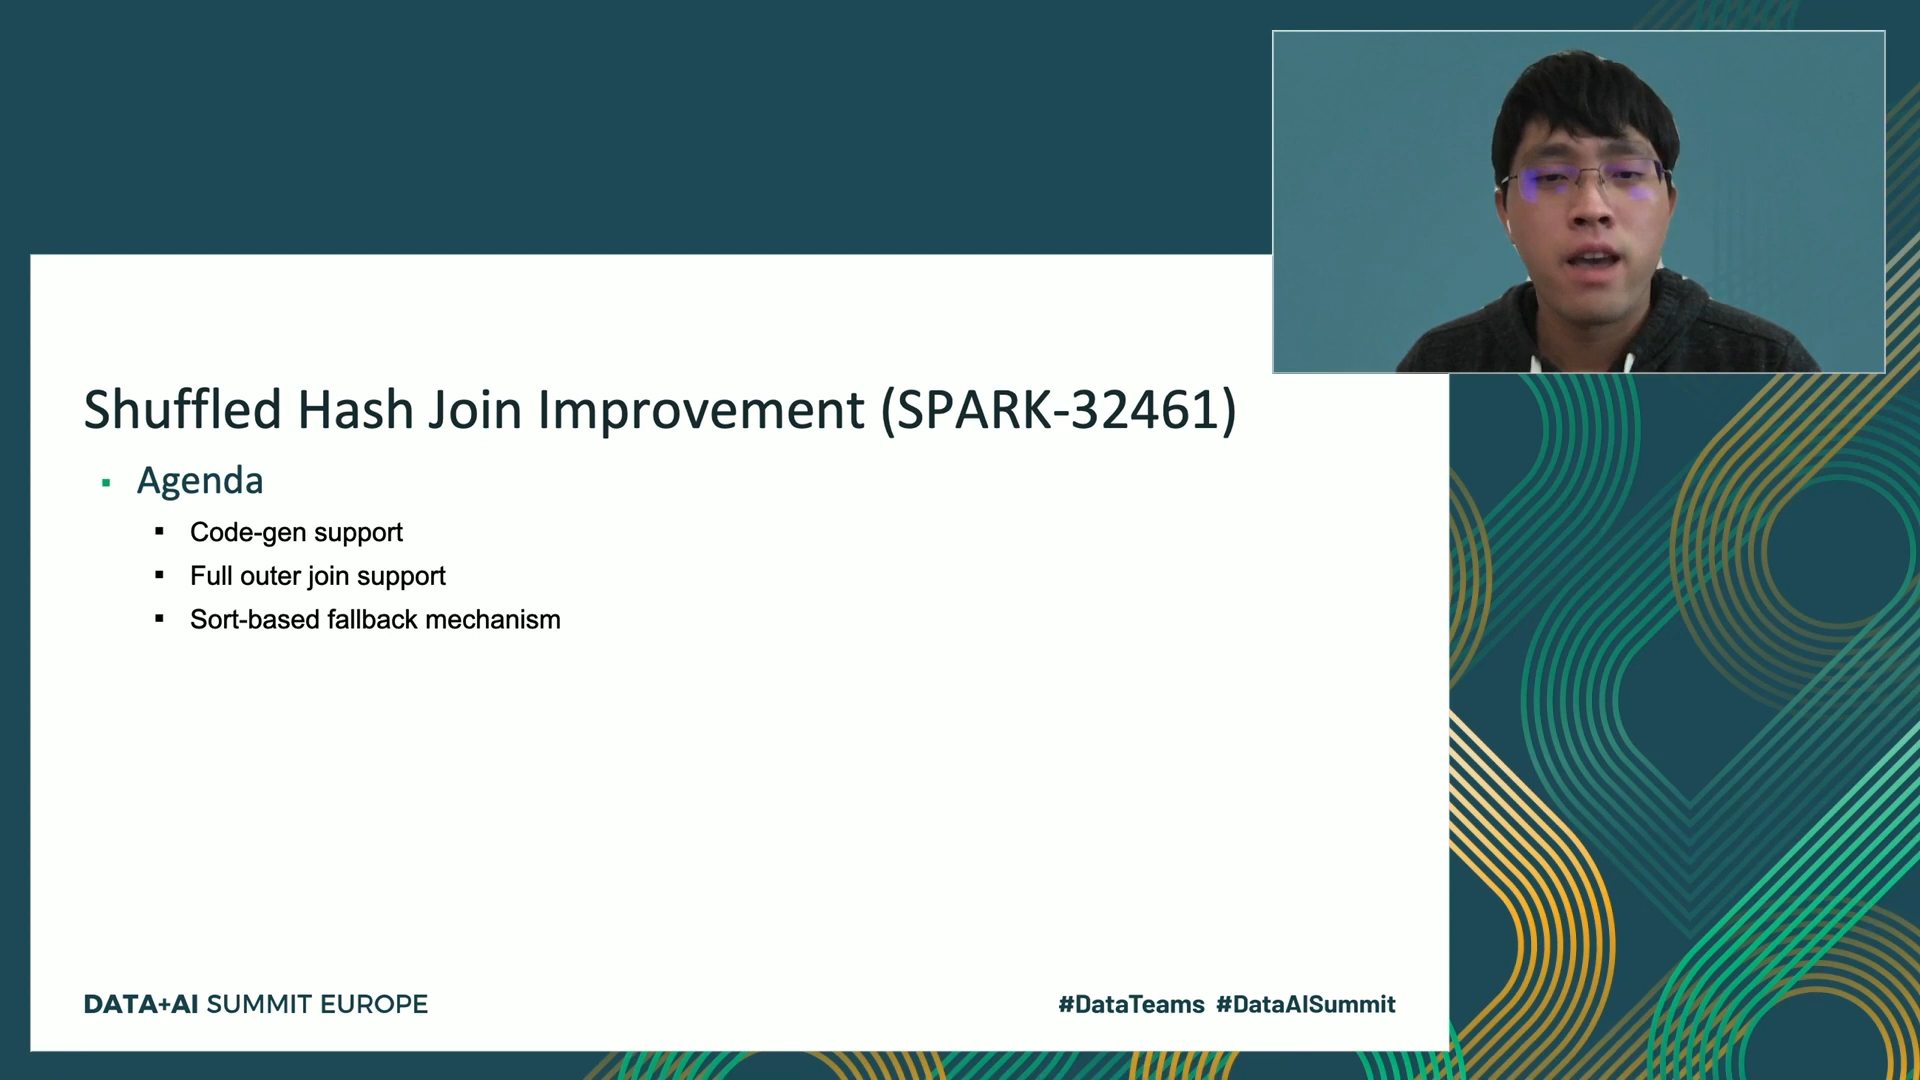 Shuffled Hash Join Improvement (SPARK-32461)
Agenda
Code-gen support
Full outer join support
Sort-based fallback mechanism
DATA+AI SUMMIT EUROPE
#DataTeams #DataAISummit